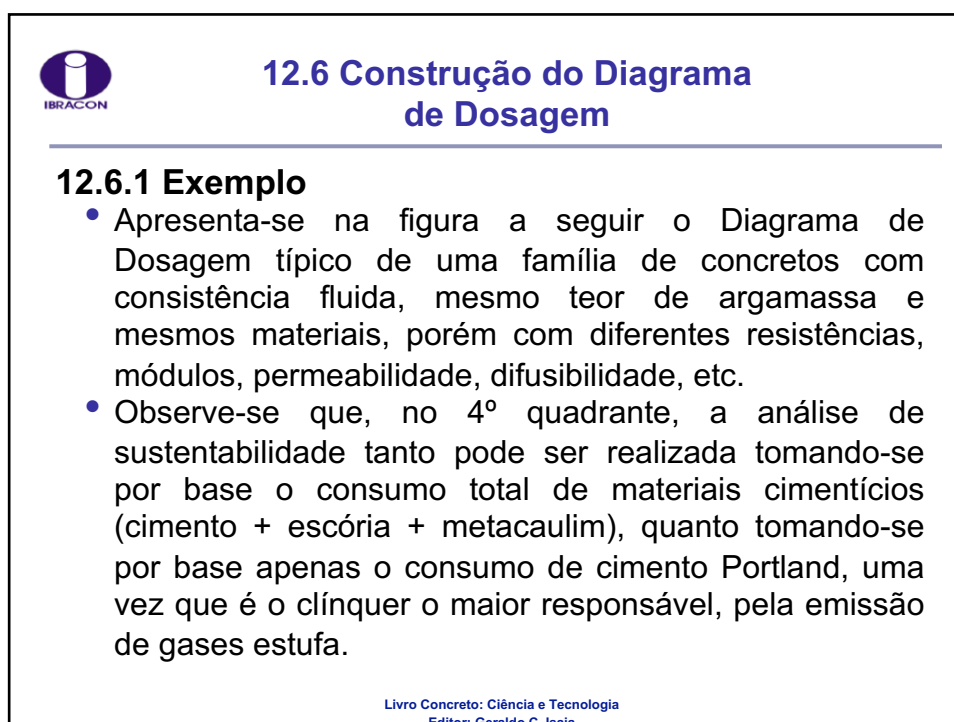 IBRACON
12.6 Construção do Diagrama
de Dosagem
12.6.1 Exemplo
• Apresenta-se na figura a seguir o Diagrama de
Dosagem típico de uma família de concretos com
consistência fluida, mesmo teor de argamassa e
mesmos materiais, porém com diferentes resistências,
módulos, permeabilidade, difusibilidade, etc.
• Observe-se que, no 4º quadrante, a análise de
sustentabilidade tanto pode ser realizada tomando-se
por base o consumo total de materiais cimentícios
(cimento + escória + metacaulim), quanto tomando-se
por base apenas o consumo de cimento Portland, uma
vez que é o clínquer o maior responsável, pela emissão
de gases estufa.
Livro Concreto: Ciência e Tecnologia
Editor: Geraldo C. Isaia